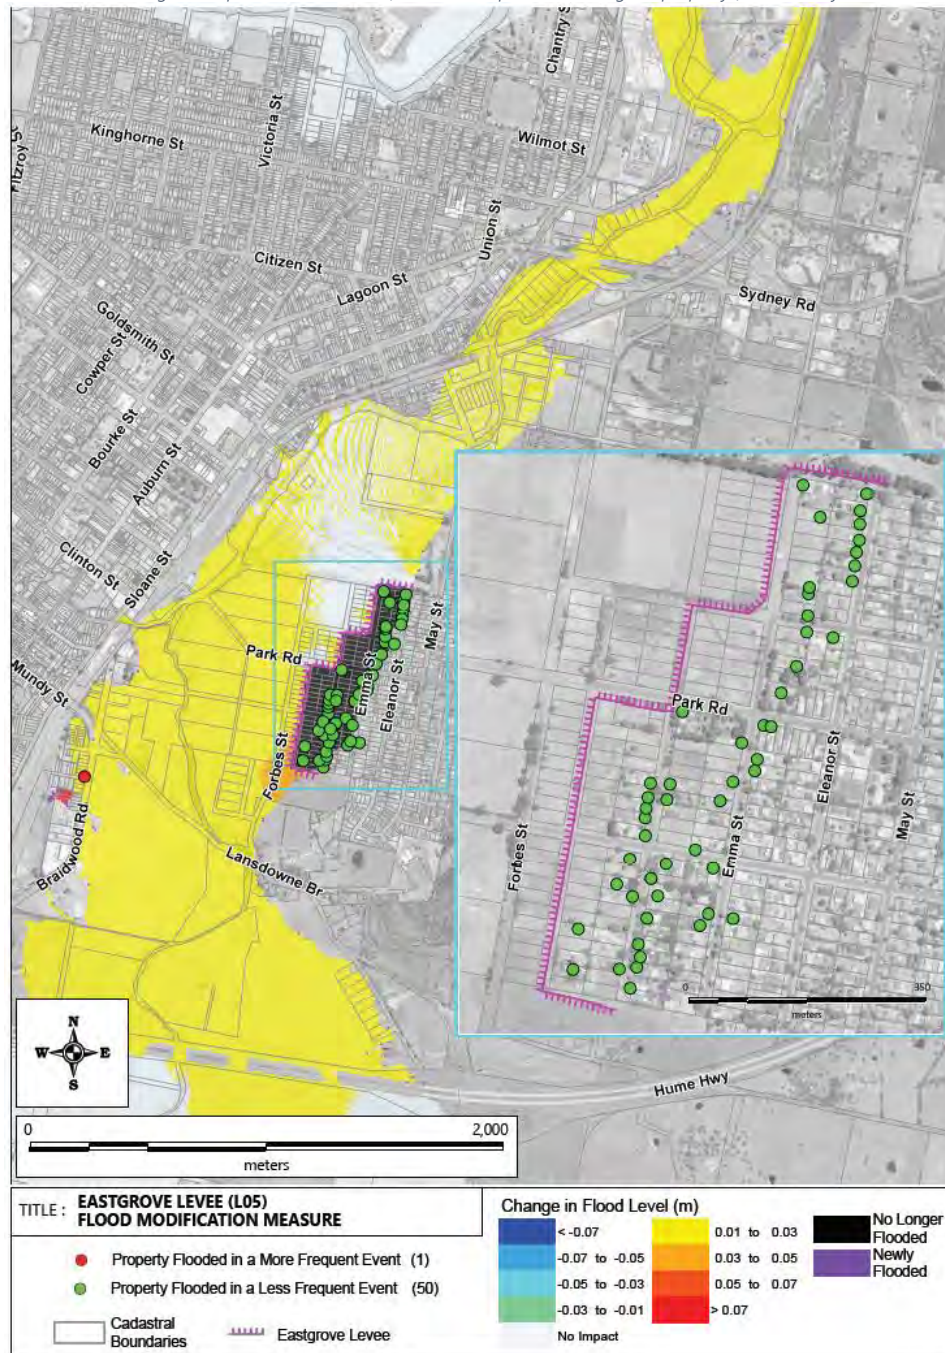 Kinghorne St
Victoria St
Chantry St
Wilmot St
Fitzroy St
Union St
Citizen St
Lagoon St
Sydney Rd
Goldsmith St
Cowper St
Bourke St
Auburn St
Clinton St
Sloane St
Mundy St
Park Rd
Emma St
Eleanor St
May St
Forbes St
Braidwood Rd
Lansdowne Br
Park Rd
Eleanor St
May St
Emma St
Forbes St
0 350
meters
Hume Hwy
N
W E
S
0 2,000
meters
TITLE : EASTGROVE LEVEE (L05)
FLOOD MODIFICATION MEASURE
Property Flooded in a More Frequent Event (1)
Property Flooded in a Less Frequent Event (50)
Cadastral
Boundaries
Eastgrove Levee
Change in Flood Level (m)
< -0.07
-0.07 to -0.05
-0.05 to -0.03
-0.03 to -0.01
No Impact
0.01 to 0.03
0.03 to 0.05
0.05 to 0.07
> 0.07
No Longer
Flooded
Newly
Flooded